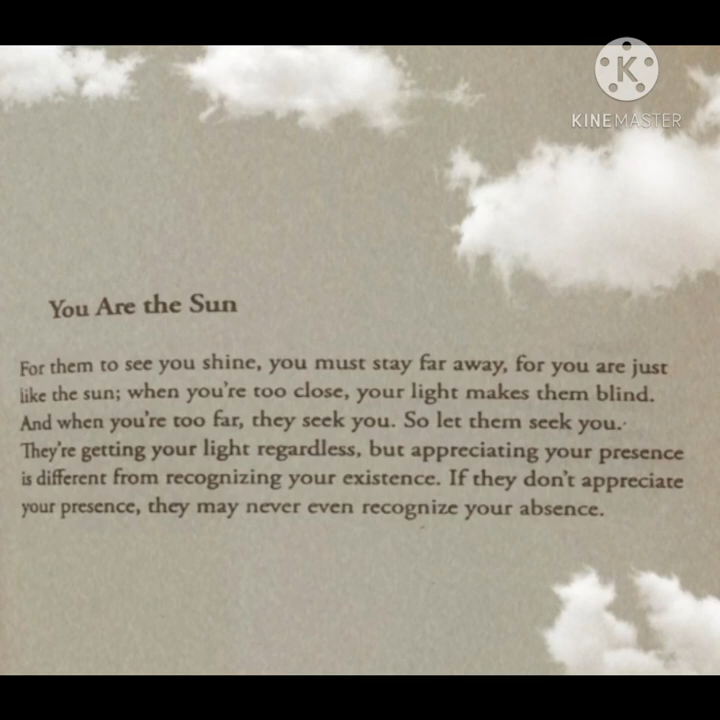 KINEMASTER
You Are the Sun
For them to see you shine, you must stay far away, for you are just
like the sun; when you're too close, your light makes them blind.
And when you're too far, they seek you. So let them seek you.
They're getting your light regardless, but appreciating your presence
is different from recognizing your existence. If they don't appreciate
your presence, they may never even recognize your absence.